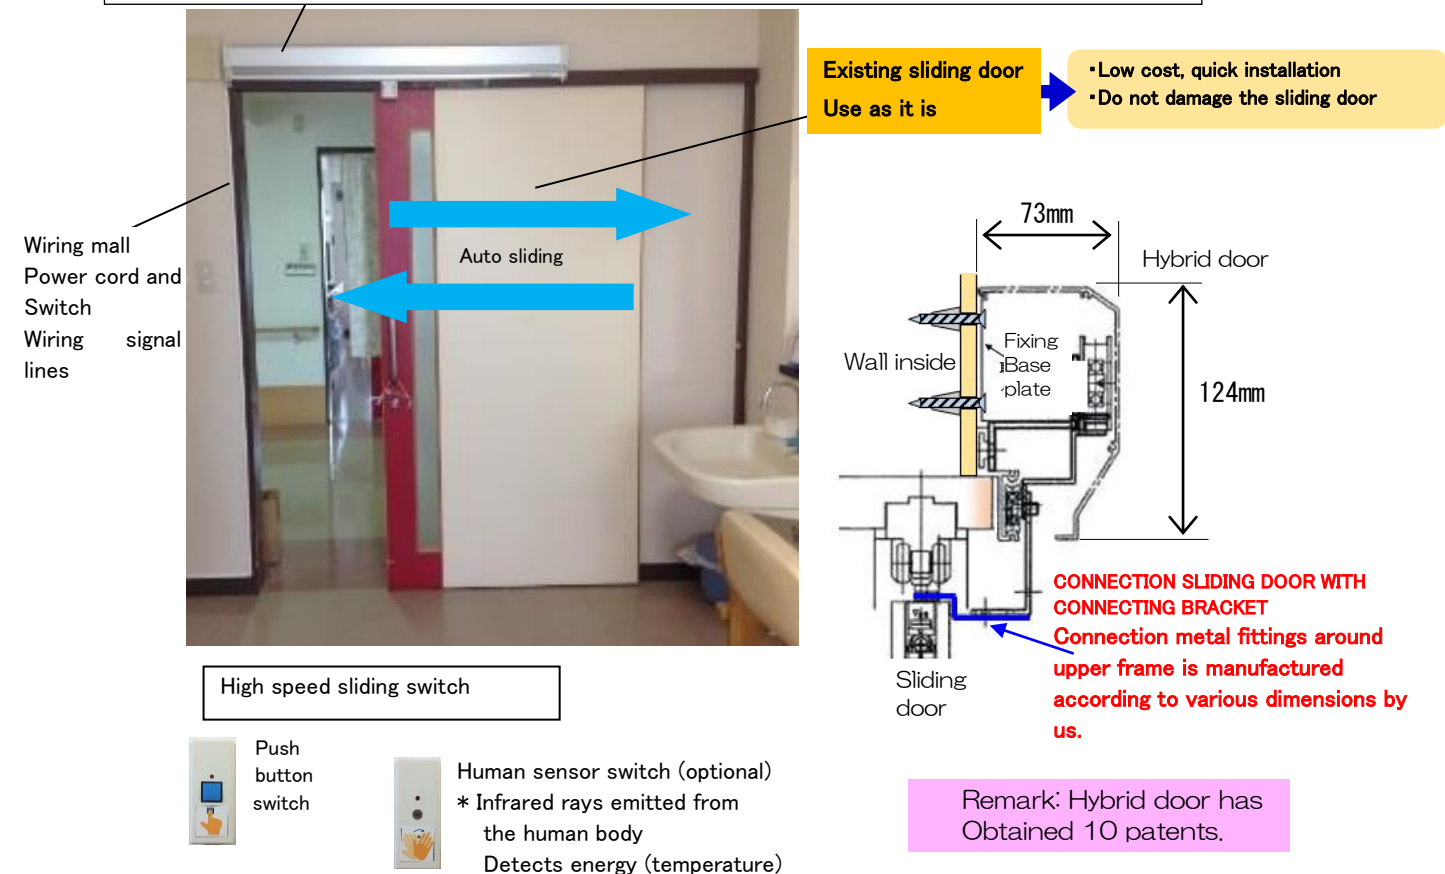 Existing sliding door
Use as it is
・Low cost, quick installation
・Do not damage the sliding door
Wiring mall
Power cord and
Switch
Wiring signal
lines
Auto sliding
73mm
Hybrid door
Wall inside
Fixing
Base
plate
124mm
CONNECTION SLIDING DOOR WITH
CONNECTING BRACKET
Connection metal fittings around
upper frame is manufactured
according to various dimensions by
us.
Sliding
door
High speed sliding switch
Push
button
switch
Human sensor switch (optional)
* Infrared rays emitted from
the human body
Detects energy (temperature)
Remark: Hybrid door has
Obtained 10 patents.